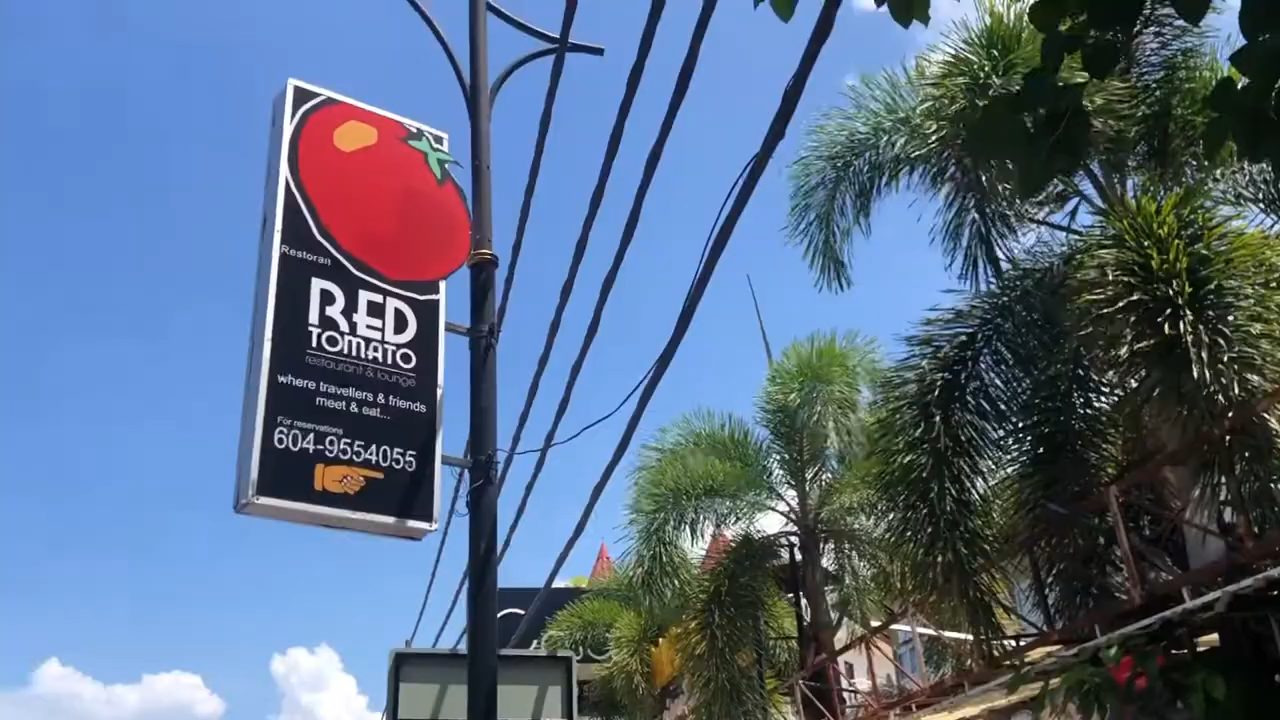 Restoran
RED
TOMATO
restaurant & lounge
where travellers & friends
meet & eat...
For reservations
604-9554055